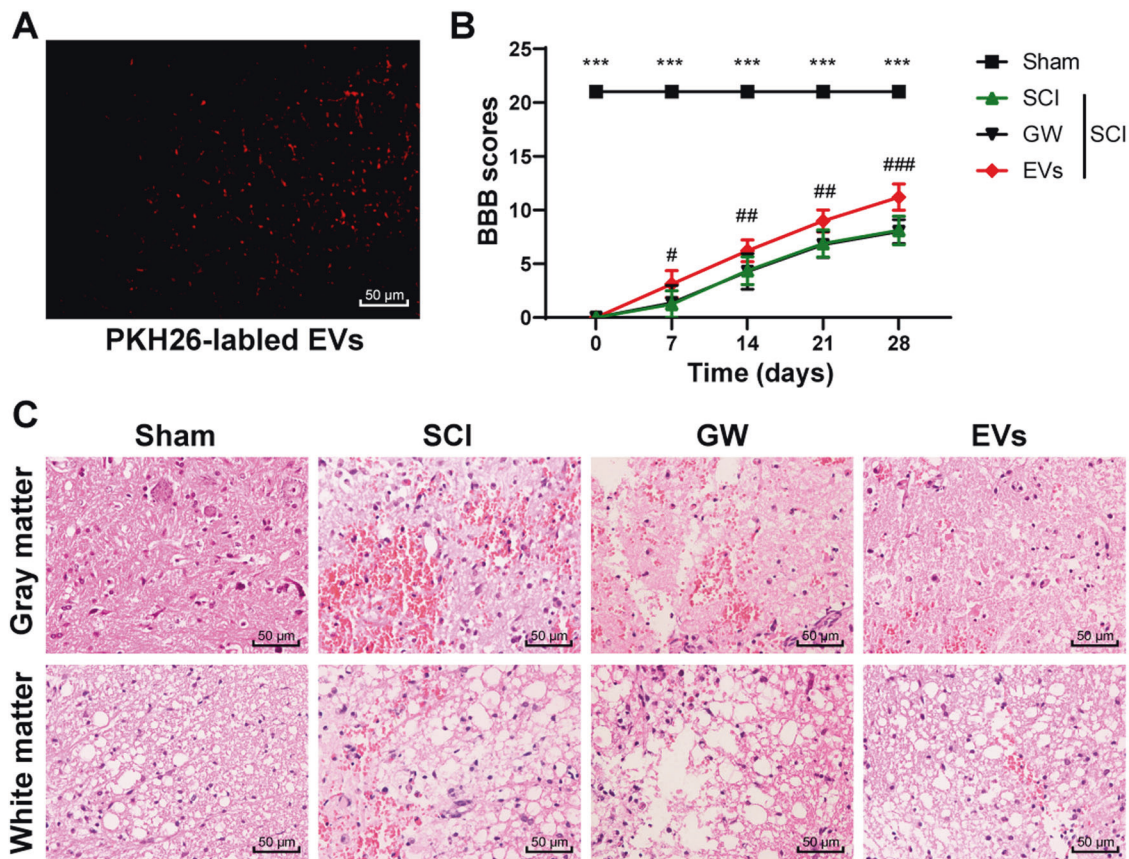 A
50 µm
PKH26-labled EVs
B
25
20
15
10
5
0
BBB scores
*** *** *** *** ***
# ## ## ###
0 7 14 21 28
Time (days)
Sham
SCI
GW
EVs
SCI
C
Sham SCI GW EVs
Gray matter
50 µm 50 µm 50 µm 50 µm
White matter
50 µm 50 µm 50 µm 50 µm